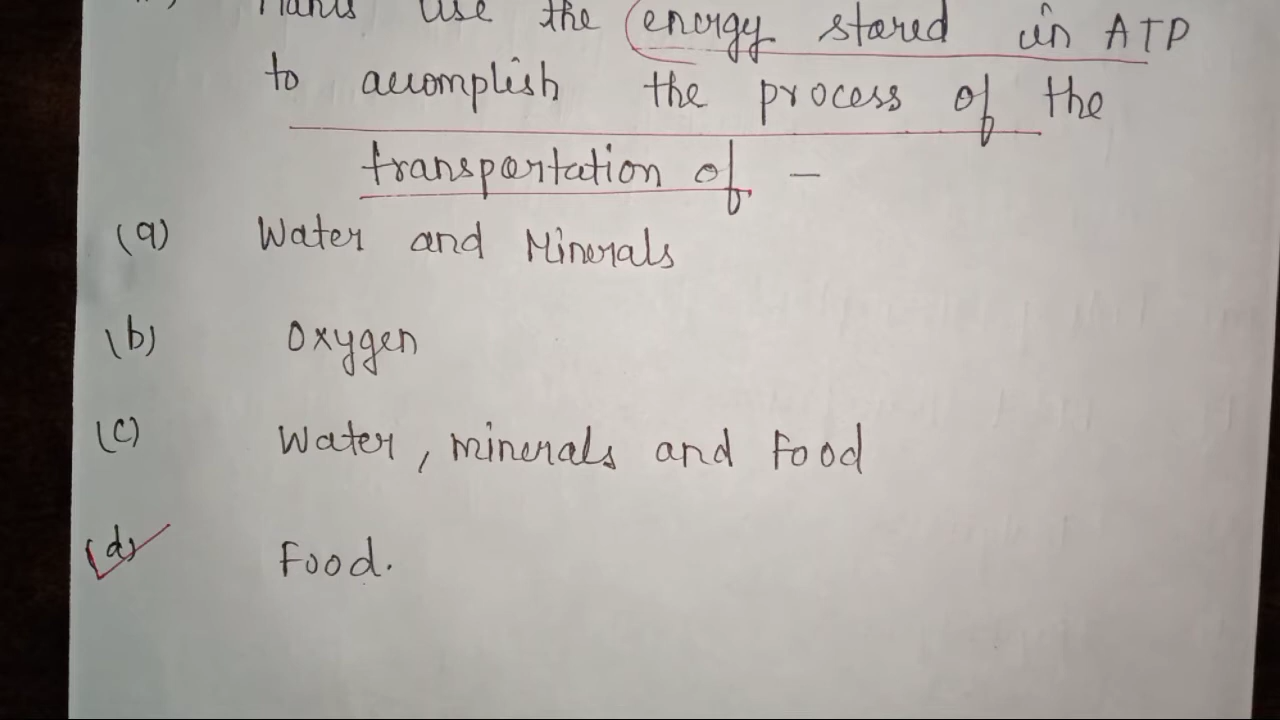 Plants use the energy stored in ATP
to accomplish the process of the
transportation of -
(a) Water and Minerals
(b) Oxygen
(c) Water, minerals and Food
(d) Food.